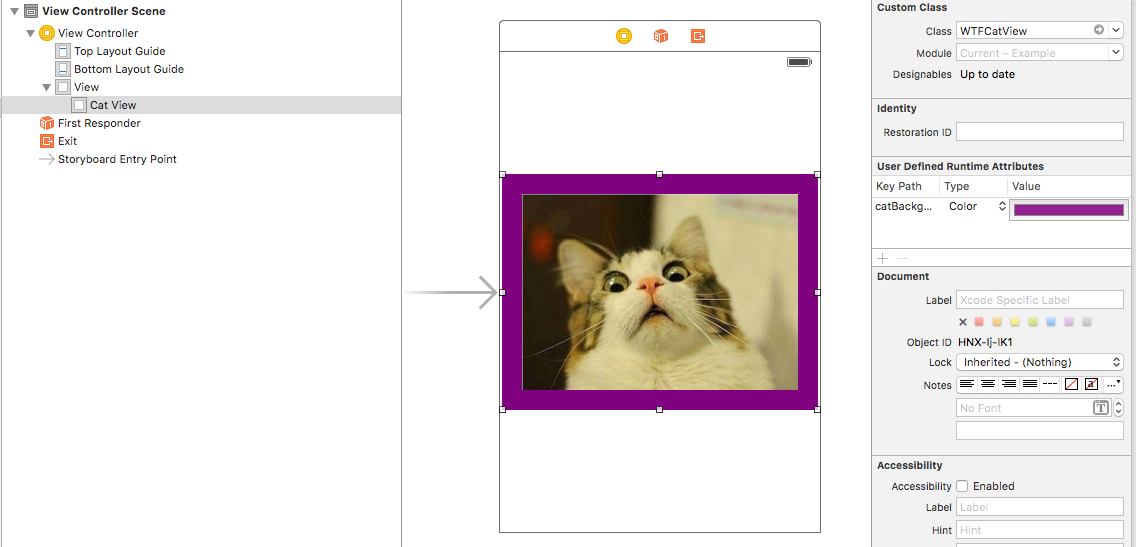 View Controller Scene
View Controller
Top Layout Guide
Bottom Layout Guide
View
Cat View
First Responder
Exit
Storyboard Entry Point
Custom Class
Class WTFCatView
Module Current – Example
Designables Up to date
Identity
Restoration ID
User Defined Runtime Attributes
Key Path Type Value
catBackg... Color
Document
Label Xcode Specific Label
Object ID HNX-Ij-IK1
Lock Inherited - (Nothing)
Notes
No Font
Accessibility
Accessibility Enabled
Label Label
Hint Hint